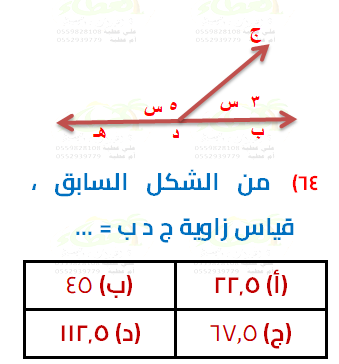 ج
٣ س
٥ س
ب
د
هـ
٦٤) من الشكل السابق ،
قياس زاوية ج د ب = ...
(أ) ٢٢,٥
(ب) ٤٥
(ج) ٦٧,٥
(د) ١١٢,٥